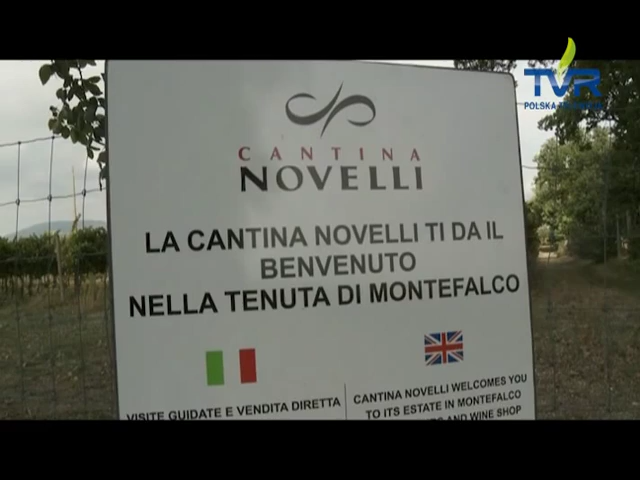 TVR
POLSKA
CANTINA
NOVELLI
LA CANTINA NOVELLI TI DA IL
BENVENUTO
NELLA TENUTA DI MONTEFALCO
VISITE GUIDATE E VENDITA DIRETTA
CANTINA NOVELLI WELCOMES YOU
TO ITS ESTATE IN MONTEFALCO
AND WINE SHOP